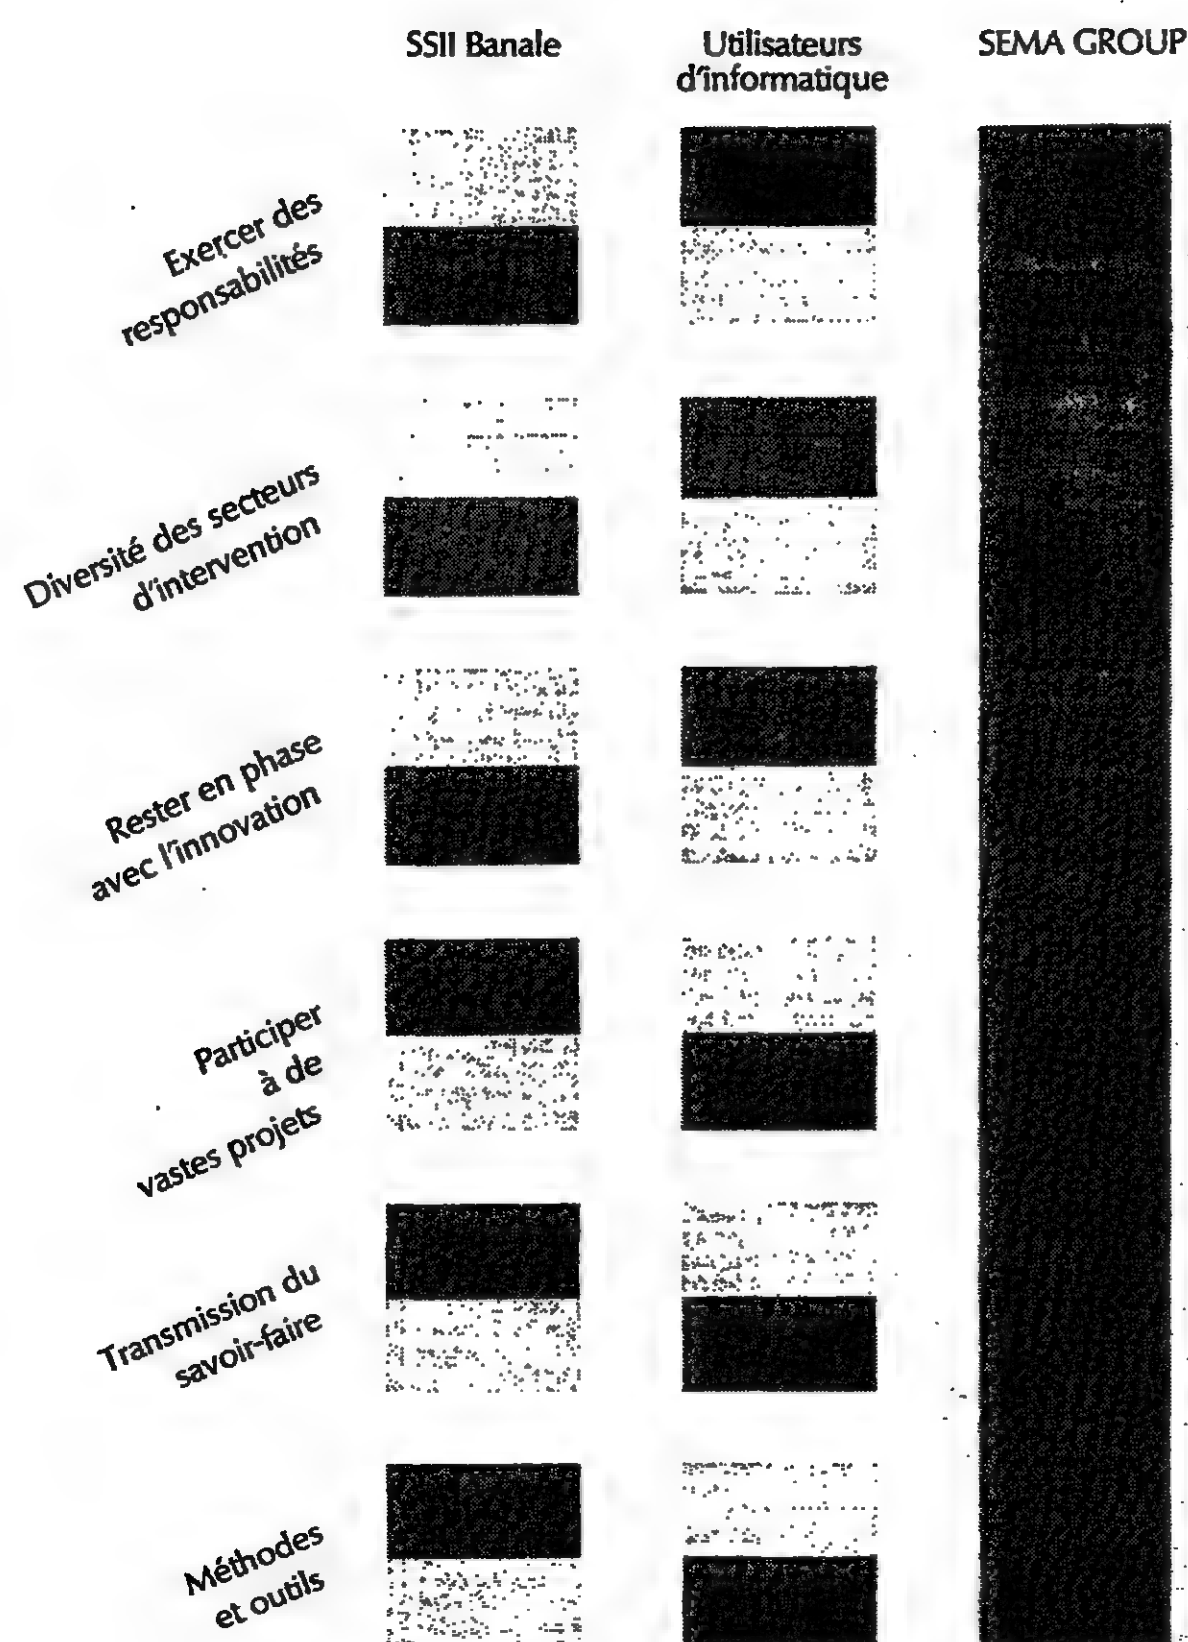 SSII Banale
Utilisateurs
d'informatique
SEMA GROUP
Exercer des
responsabilités
Diversité des secteurs
d'intervention
Rester en phase
avec l'innovation
Participer
à de
vastes projets
Transmission du
savoir-faire
Méthodes
et outils